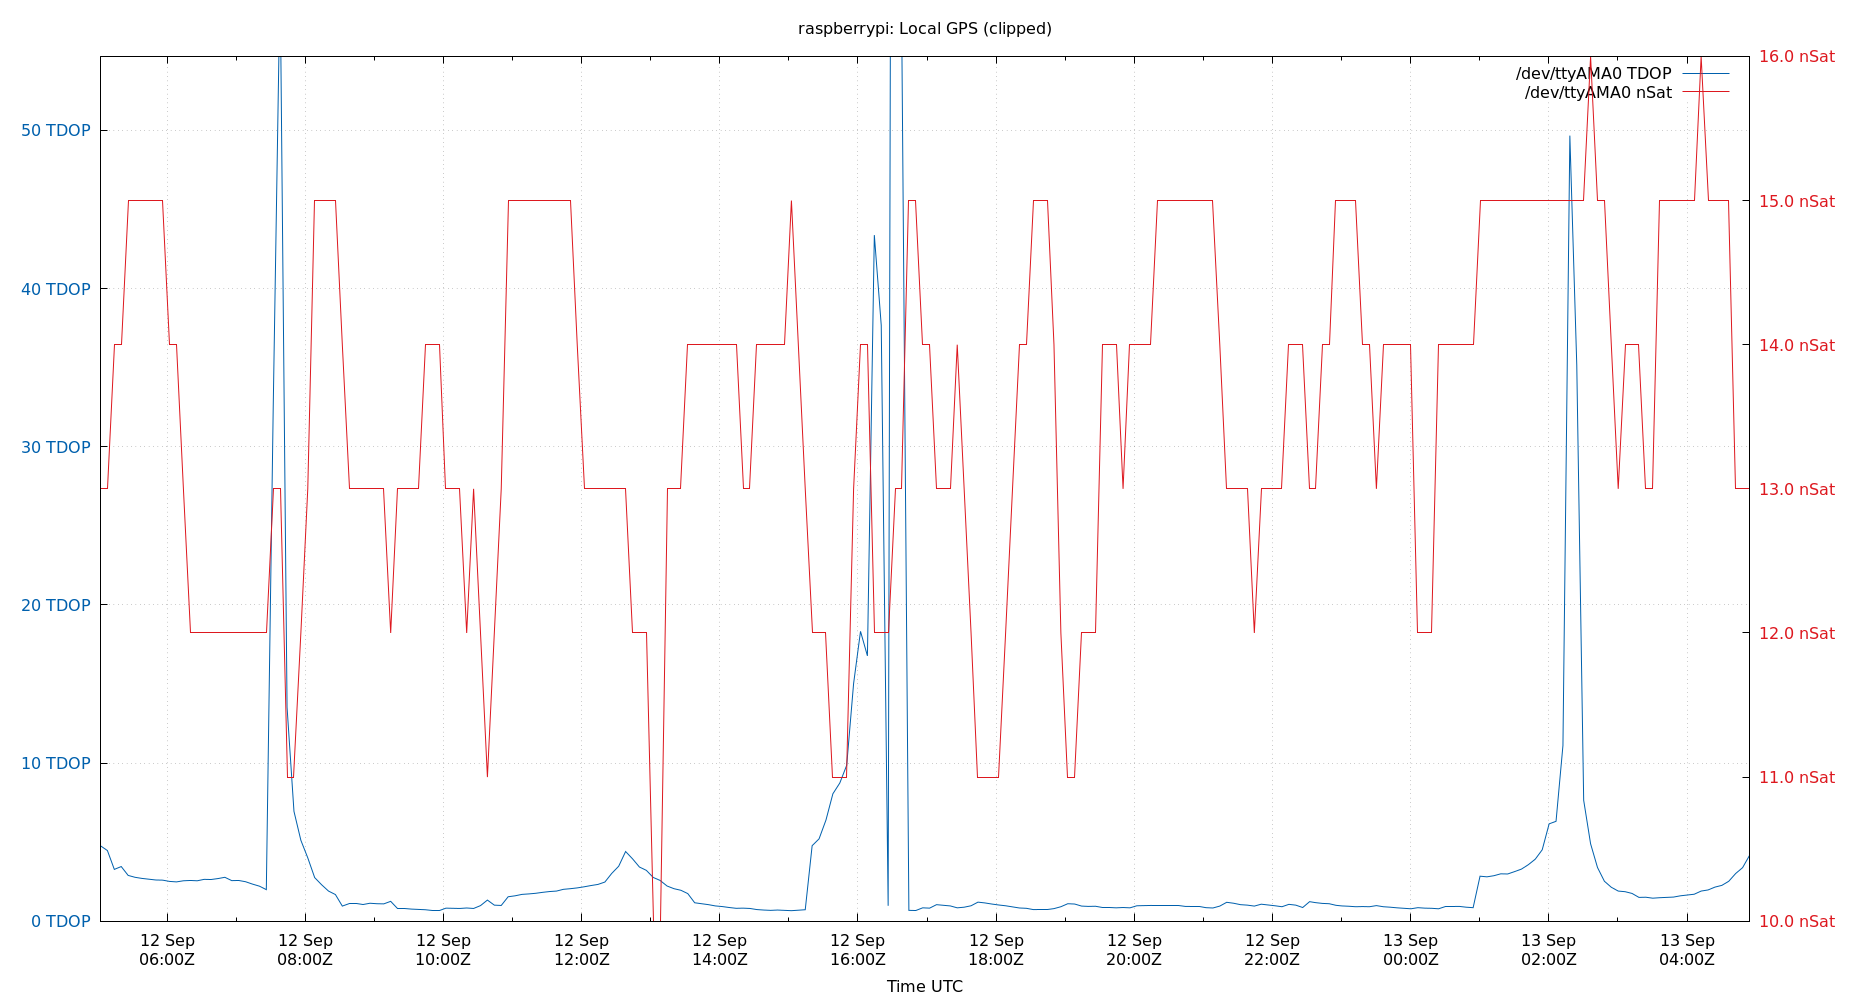 raspberrypi: Local GPS (clipped)
/dev/ttyAMA0 TDOP
/dev/ttyAMA0 nSat
50 TDOP
40 TDOP
30 TDOP
20 TDOP
10 TDOP
0 TDOP
16.0 nSat
15.0 nSat
14.0 nSat
13.0 nSat
12.0 nSat
11.0 nSat
10.0 nSat
12 Sep
06:00Z
12 Sep
08:00Z
12 Sep
10:00Z
12 Sep
12:00Z
12 Sep
14:00Z
12 Sep
16:00Z
12 Sep
18:00Z
12 Sep
20:00Z
12 Sep
22:00Z
13 Sep
00:00Z
13 Sep
02:00Z
13 Sep
04:00Z
Time UTC